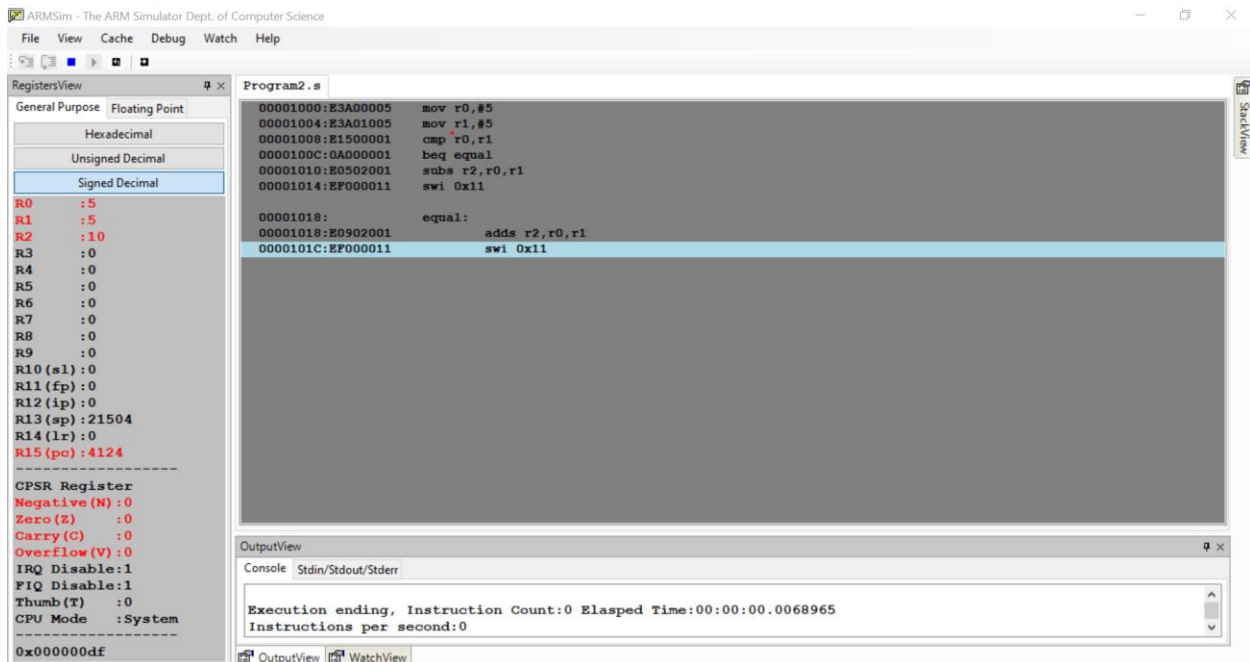 ARMSim - The ARM Simulator Dept. of Computer Science
File View Cache Debug Watch Help
RegistersView
General Purpose Floating Point
Hexadecimal
Unsigned Decimal
Signed Decimal
R0 :5
R1 :5
R2 :10
R3 :0
R4 :0
R5 :0
R6 :0
R7 :0
R8 :0
R9 :0
R10(sl):0
R11(fp):0
R12(ip):0
R13(sp):21504
R14(lr):0
R15(pc):4124
------------------
CPSR Register
Negative(N):0
Zero(Z) :0
Carry(C) :0
Overflow(V):0
IRQ Disable:1
FIQ Disable:1
Thumb(T) :0
CPU Mode :System
------------------
0x000000df
Program2.s
00001000:E3A00005 mov r0,#5
00001004:E3A01005 mov r1,#5
00001008:E1500001 cmp r0,r1
0000100C:0A000001 beq equal
00001010:E0502001 subs r2,r0,r1
00001014:EF000011 swi 0x11
00001018: equal:
00001018:E0902001 adds r2,r0,r1
0000101C:EF000011 swi 0x11
OutputView
Console Stdin/Stdout/Stderr
Execution ending, Instruction Count:0 Elasped Time:00:00:00.0068965
Instructions per second:0
OutputView WatchView
StackView